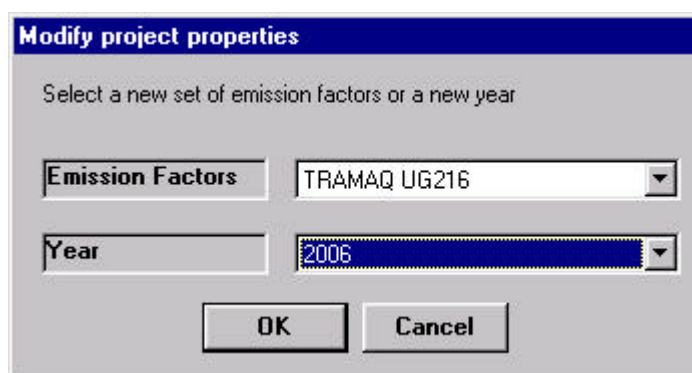 Modify project properties
Select a new set of emission factors or a new year
Emission Factors TRAMAQ UG216
Year 2006
OK Cancel